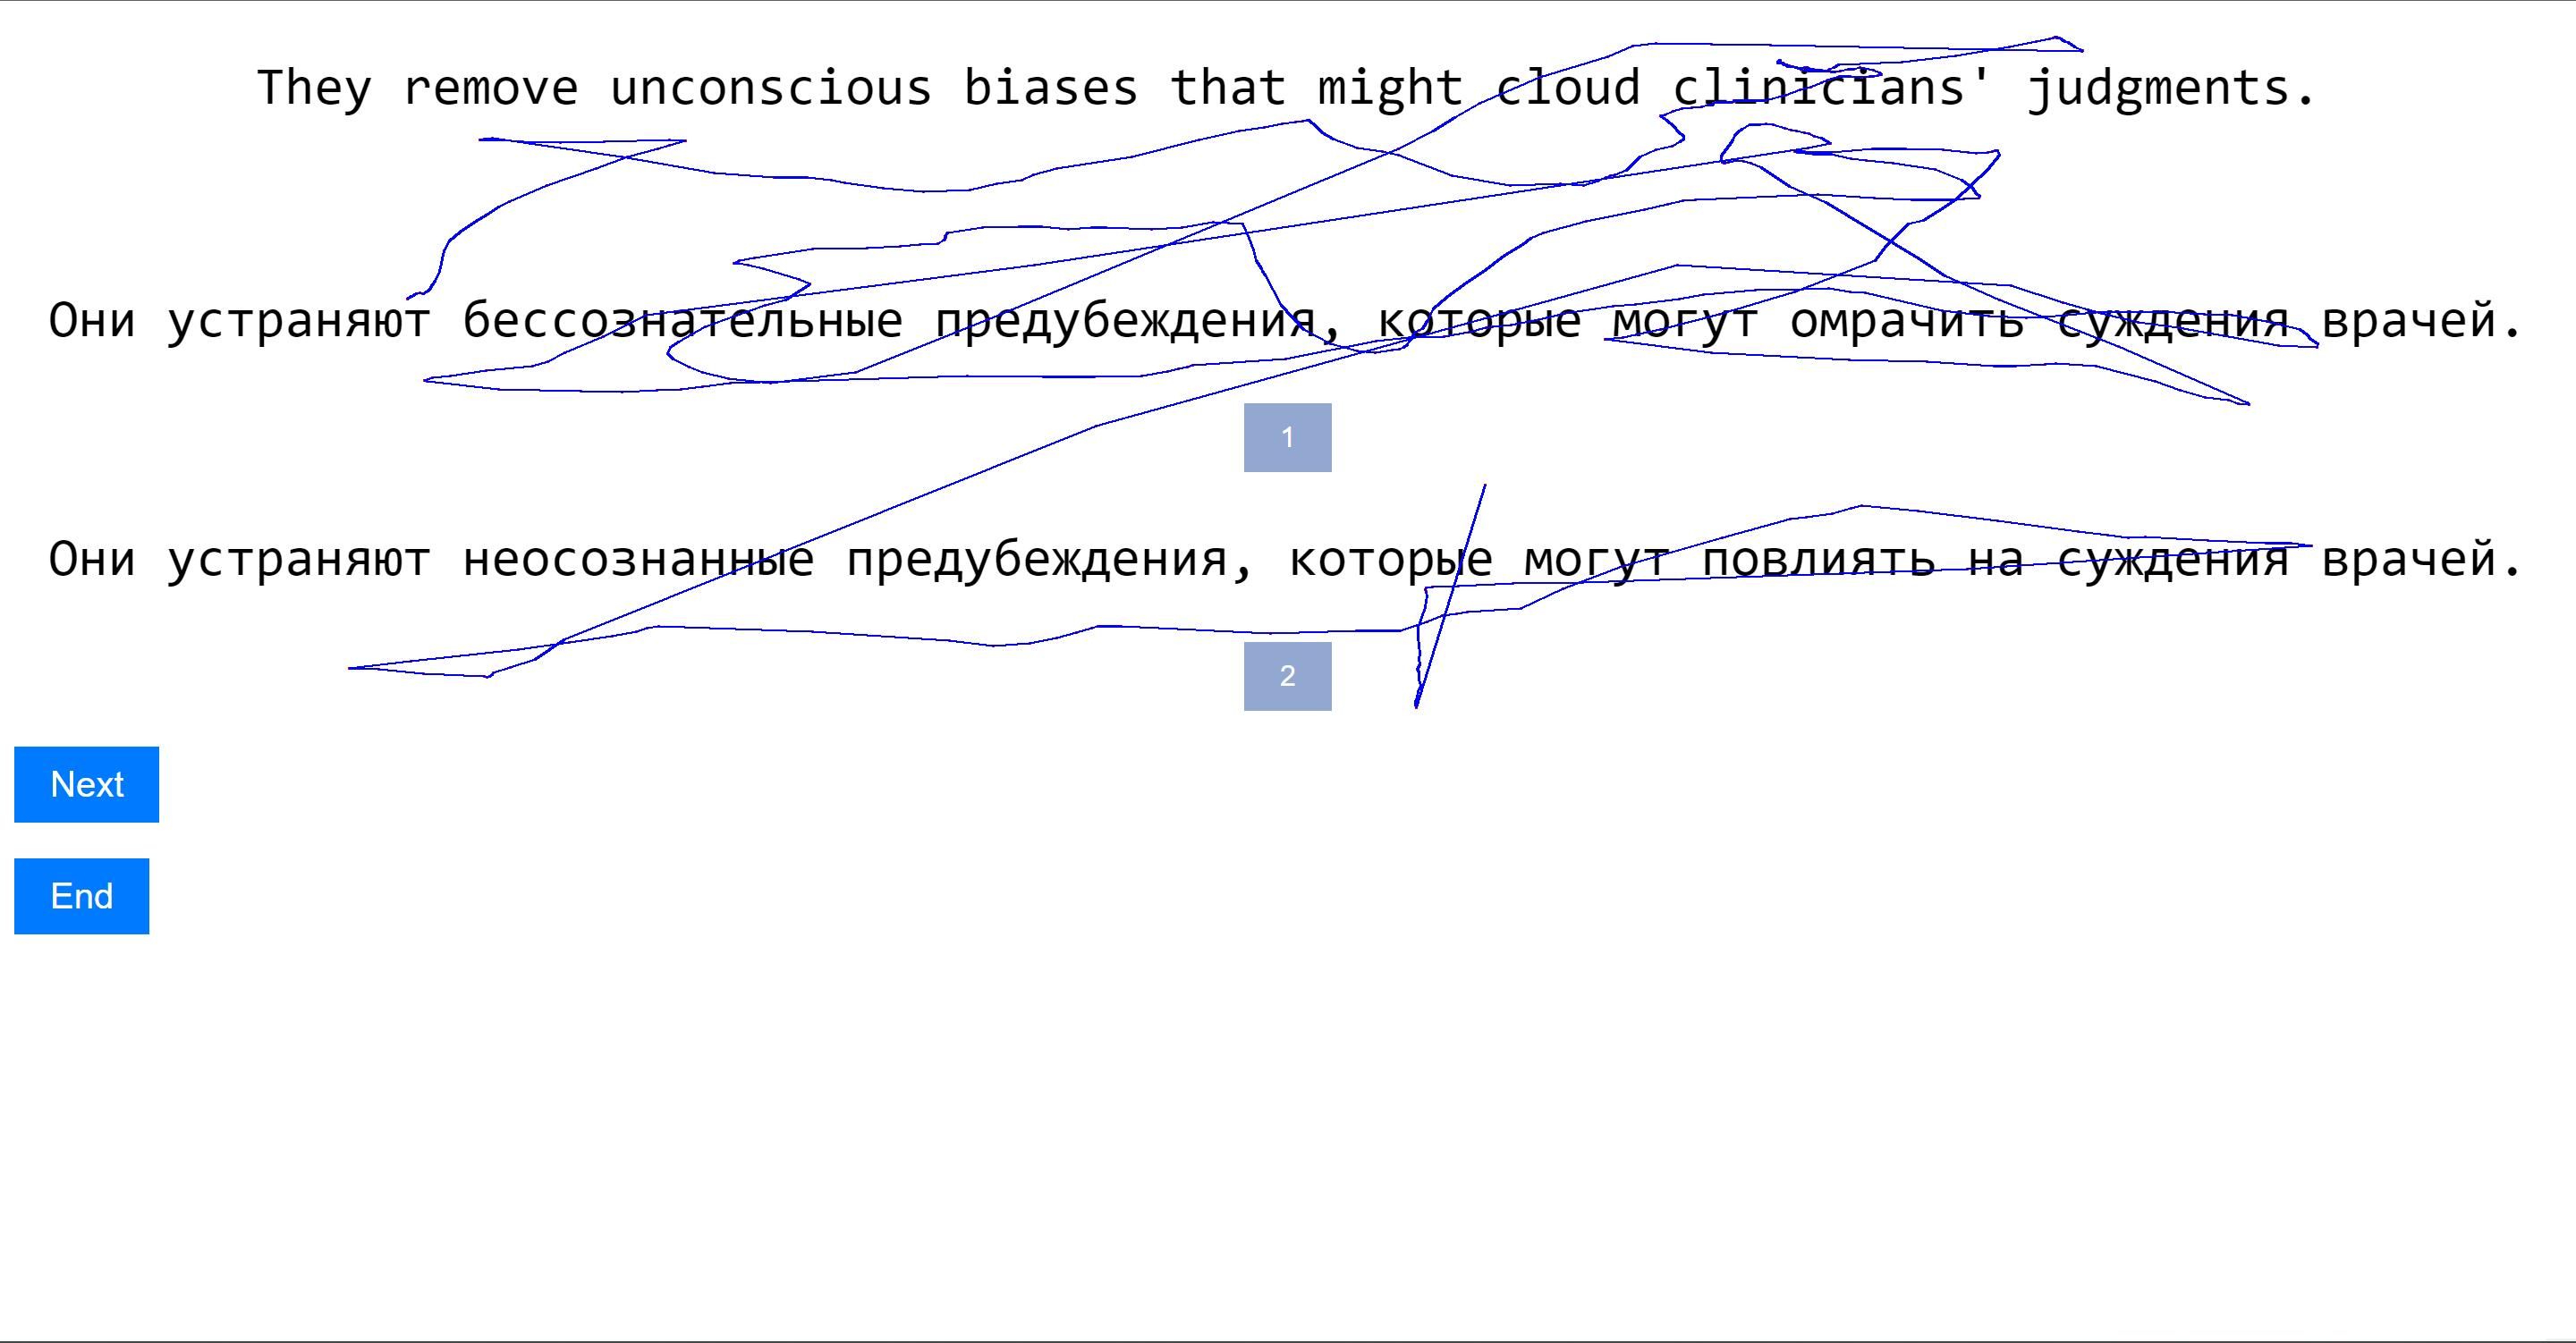 They remove unconscious biases that might cloud clinicians' judgments.
Они устраняют бессознательные предубеждения, которые могут омрачить суждения врачей.
1
Они устраняют неосознанные предубеждения, которые могут повлиять на суждения врачей.
2
Next
End